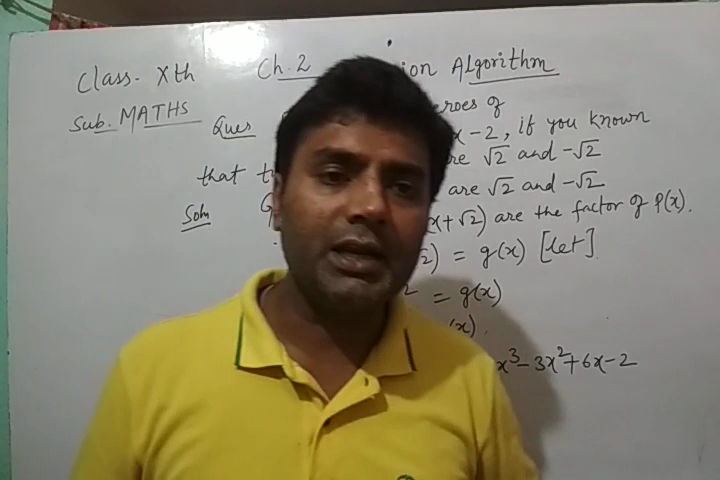 Class. Xth Ch. 2 ion Algorithm
Sub. MATHS
Ques eroes of
x-2, if you known
that t re √2 and -√2
Soln G are √2 and -√2
(x+√2) are the factor of P(x).
√2) = g(x) [let]
2 = g(x)
(x).
x³-3x²+6x-2